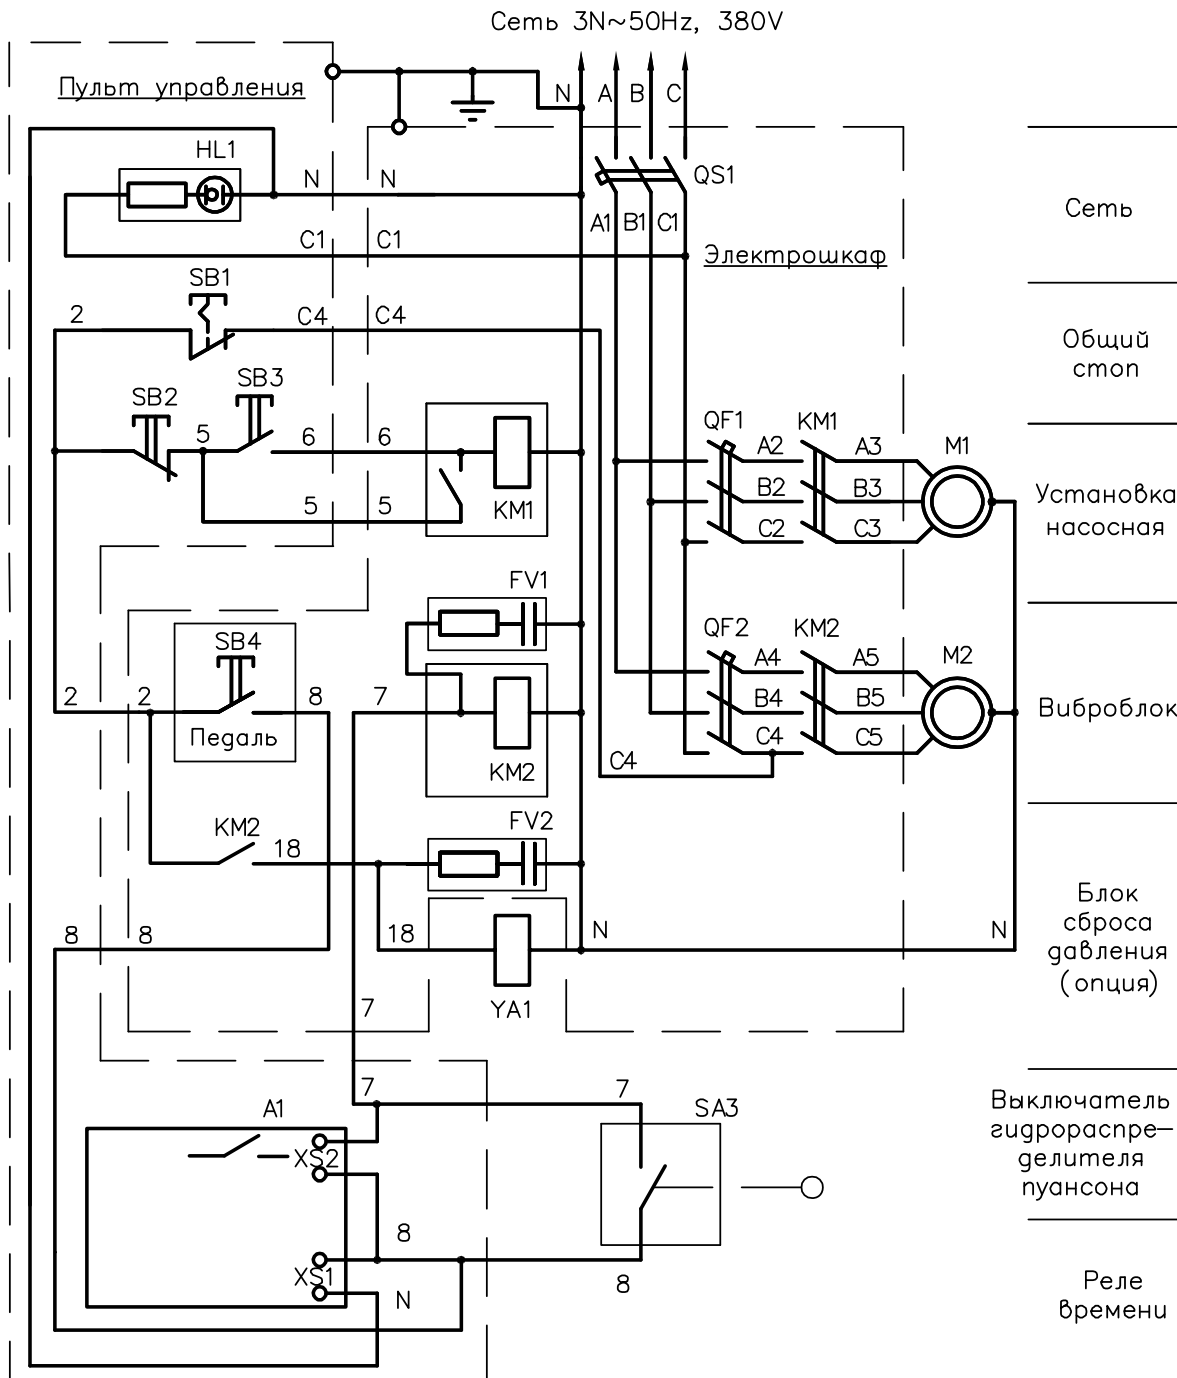 Сеть 3N~50Hz, 380V
Пульт управления
N A B C
HL1
QS1
Сеть
N N
A1 B1 C1
C1 C1
Электрошкаф
SB1
2 C4 C4
Общий
стоп
SB3
SB2
QF1 KM1
5 6 6
A2 A3 M1
B2 B3
Установка
насосная
5 5 KM1
C2 C3
FV1
QF2 KM2
SB4
A4 A5 M2
2 2 8 7
B4 B5
Виброблок
Педаль
C4 C5
KM2 C4
KM2 FV2
18
Блок
сброса
давления
(опция)
8 8 18 N N
7 YA1
7 7
A1 SA3
Выключатель
гидрораспре-
делителя
пуансона
XS2
8
XS1
8
N
Реле
времени